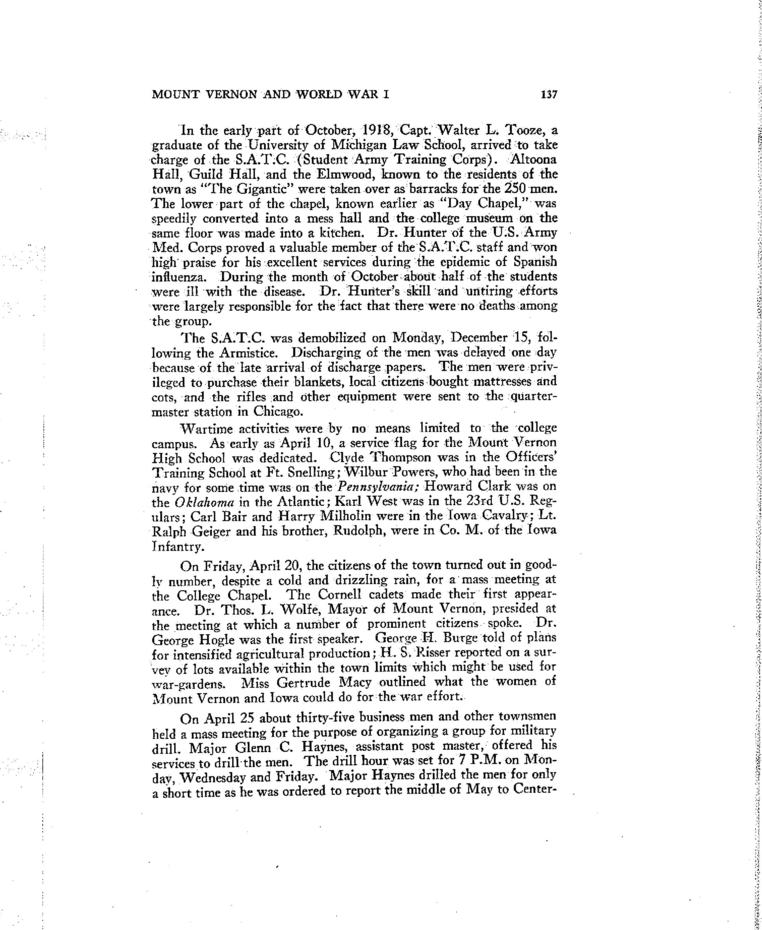 MOUNT VERNON AND WORLD WAR I 137
In the early part of October, 1918, Capt. Walter L. Tooze, a
graduate of the University of Michigan Law School, arrived to take
charge of the S.A.T.C. (Student Army Training Corps). Altoona
Hall, Guild Hall, and the Elmwood, known to the residents of the
town as "The Gigantic" were taken over as barracks for the 250 men.
The lower part of the chapel, known earlier as "Day Chapel," was
speedily converted into a mess hall and the college museum on the
same floor was made into a kitchen. Dr. Hunter of the U.S. Army
Med. Corps proved a valuable member of the S.A.T.C. staff and won
high praise for his excellent services during the epidemic of Spanish
influenza. During the month of October about half of the students
were ill with the disease. Dr. Hunter's skill and untiring efforts
were largely responsible for the fact that there were no deaths among
the group.
The S.A.T.C. was demobilized on Monday, December 15, fol-
lowing the Armistice. Discharging of the men was delayed one day
because of the late arrival of discharge papers. The men were priv-
ileged to purchase their blankets, local citizens bought mattresses and
cots, and the rifles and other equipment were sent to the quarter-
master station in Chicago.
Wartime activities were by no means limited to the college
campus. As early as April 10, a service flag for the Mount Vernon
High School was dedicated. Clyde Thompson was in the Officers'
Training School at Ft. Snelling; Wilbur Powers, who had been in the
navy for some time was on the Pennsylvania; Howard Clark was on
the Oklahoma in the Atlantic; Karl West was in the 23rd U.S. Reg-
ulars; Carl Bair and Harry Milholin were in the Iowa Cavalry; Lt.
Ralph Geiger and his brother, Rudolph, were in Co. M. of the Iowa
Infantry.
On Friday, April 20, the citizens of the town turned out in good-
ly number, despite a cold and drizzling rain, for a mass meeting at
the College Chapel. The Cornell cadets made their first appear-
ance. Dr. Thos. L. Wolfe, Mayor of Mount Vernon, presided at
the meeting at which a number of prominent citizens spoke. Dr.
George Hogle was the first speaker. George H. Burge told of plans
for intensified agricultural production; H. S. Risser reported on a sur-
vey of lots available within the town limits which might be used for
war-gardens. Miss Gertrude Macy outlined what the women of
Mount Vernon and Iowa could do for the war effort.
On April 25 about thirty-five business men and other townsmen
held a mass meeting for the purpose of organizing a group for military
drill. Major Glenn C. Haynes, assistant post master, offered his
services to drill the men. The drill hour was set for 7 P.M. on Mon-
day, Wednesday and Friday. Major Haynes drilled the men for only
a short time as he was ordered to report the middle of May to Center-